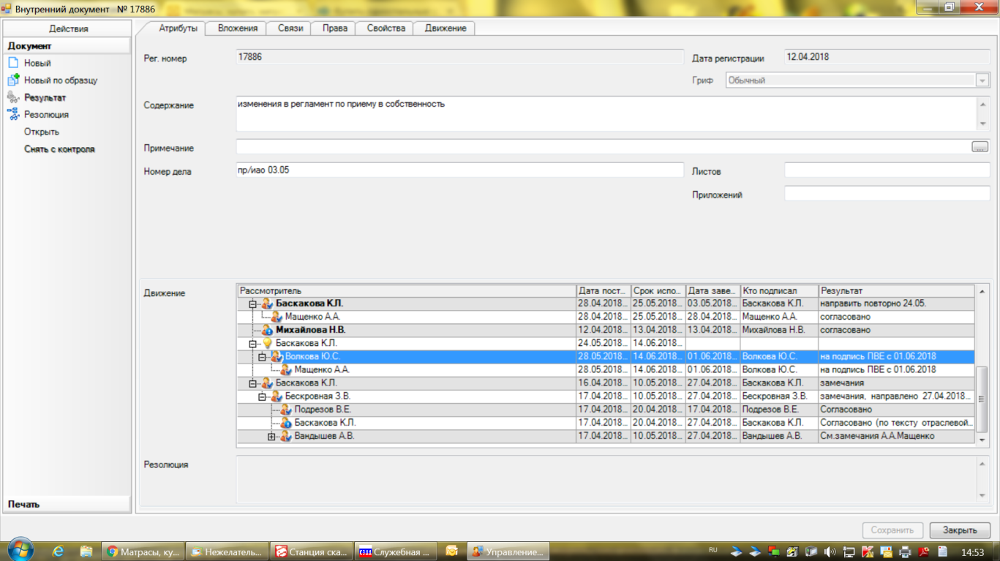 Внутренний документ № 17886
Действия
Документ
Новый
Новый по образцу
Результат
Резолюция
Открыть
Снять с контроля
Печать
Атрибуты Вложения Связи Права Свойства Движение
Рег. номер 17886 Дата регистрации 12.04.2018
Гриф Обычный
Содержание изменения в регламент по приему в собственность
Примечание ...
Номер дела пр/иао 03.05 Листов
Приложений
Движение
Рассмотритель Дата пост... Срок испо... Дата заве... Кто подписал Результат
Баскакова К.Л. 28.04.2018... 25.05.2018... 03.05.2018... Баскакова К.Л. направить повторно 24.05.
Мащенко А.А. 28.04.2018... 25.05.2018... 28.04.2018... Мащенко А.А. согласовано
Михайлова Н.В. 12.04.2018... 13.04.2018... 13.04.2018... Михайлова Н.В. согласовано
Баскакова К.Л. 24.05.2018... 14.06.2018...
Волкова Ю.С. 28.05.2018... 14.06.2018... 01.06.2018... Волкова Ю.С. на подпись ПВЕ с 01.06.2018
Мащенко А.А. 28.05.2018... 14.06.2018... 01.06.2018... Волкова Ю.С. на подпись ПВЕ с 01.06.2018
Баскакова К.Л. 16.04.2018... 10.05.2018... 27.04.2018... Баскакова К.Л. замечания
Бескровная З.В. 17.04.2018... 10.05.2018... 27.04.2018... Бескровная З.В. замечания, направлено 27.04.2018...
Подрезов В.Е. 17.04.2018... 20.04.2018... 17.04.2018... Подрезов В.Е. Согласовано
Баскакова К.Л. 17.04.2018... 20.04.2018... 27.04.2018... Баскакова К.Л. Согласовано (по тексту отраслевой...
Вандышев А.В. 17.04.2018... 10.05.2018... 27.04.2018... Вандышев А.В. См.замечания А.А.Мащенко
Резолюция
Сохранить Закрыть
Матрасы, ку... Нежелатель... Станция ска... Служебная ... Управление... RU 14:53